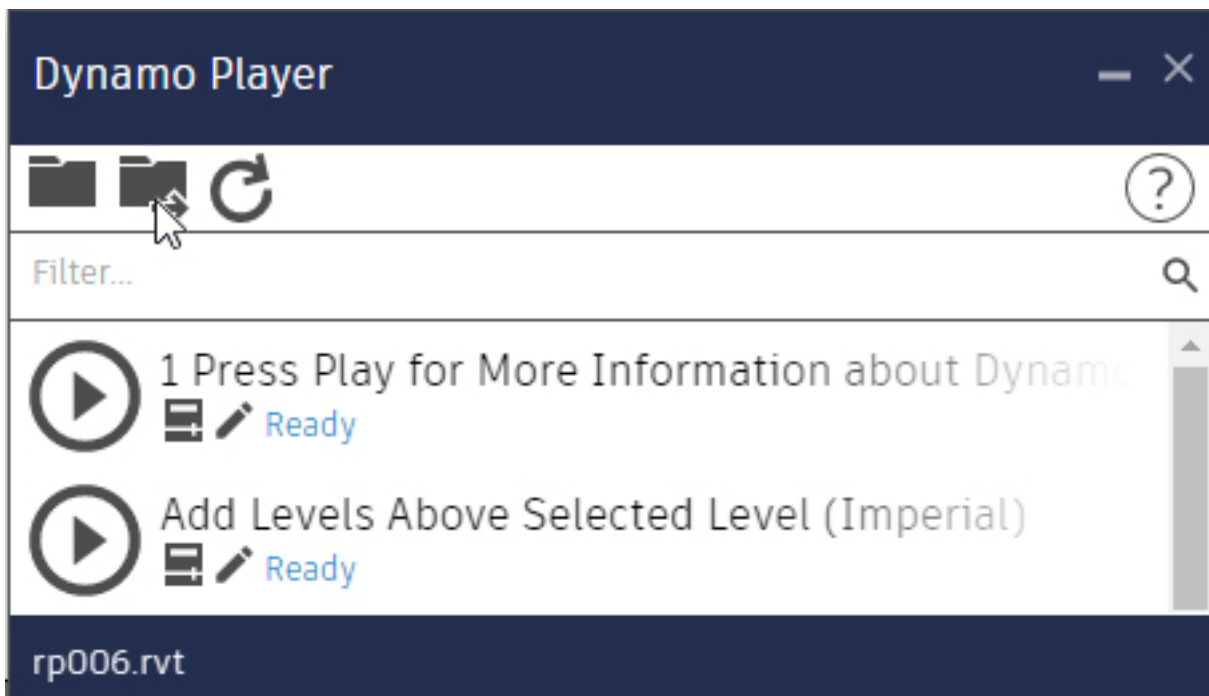 Dynamo Player
Filter...
1 Press Play for More Information about Dynamo
Ready
Add Levels Above Selected Level (Imperial)
Ready
rp006.rvt